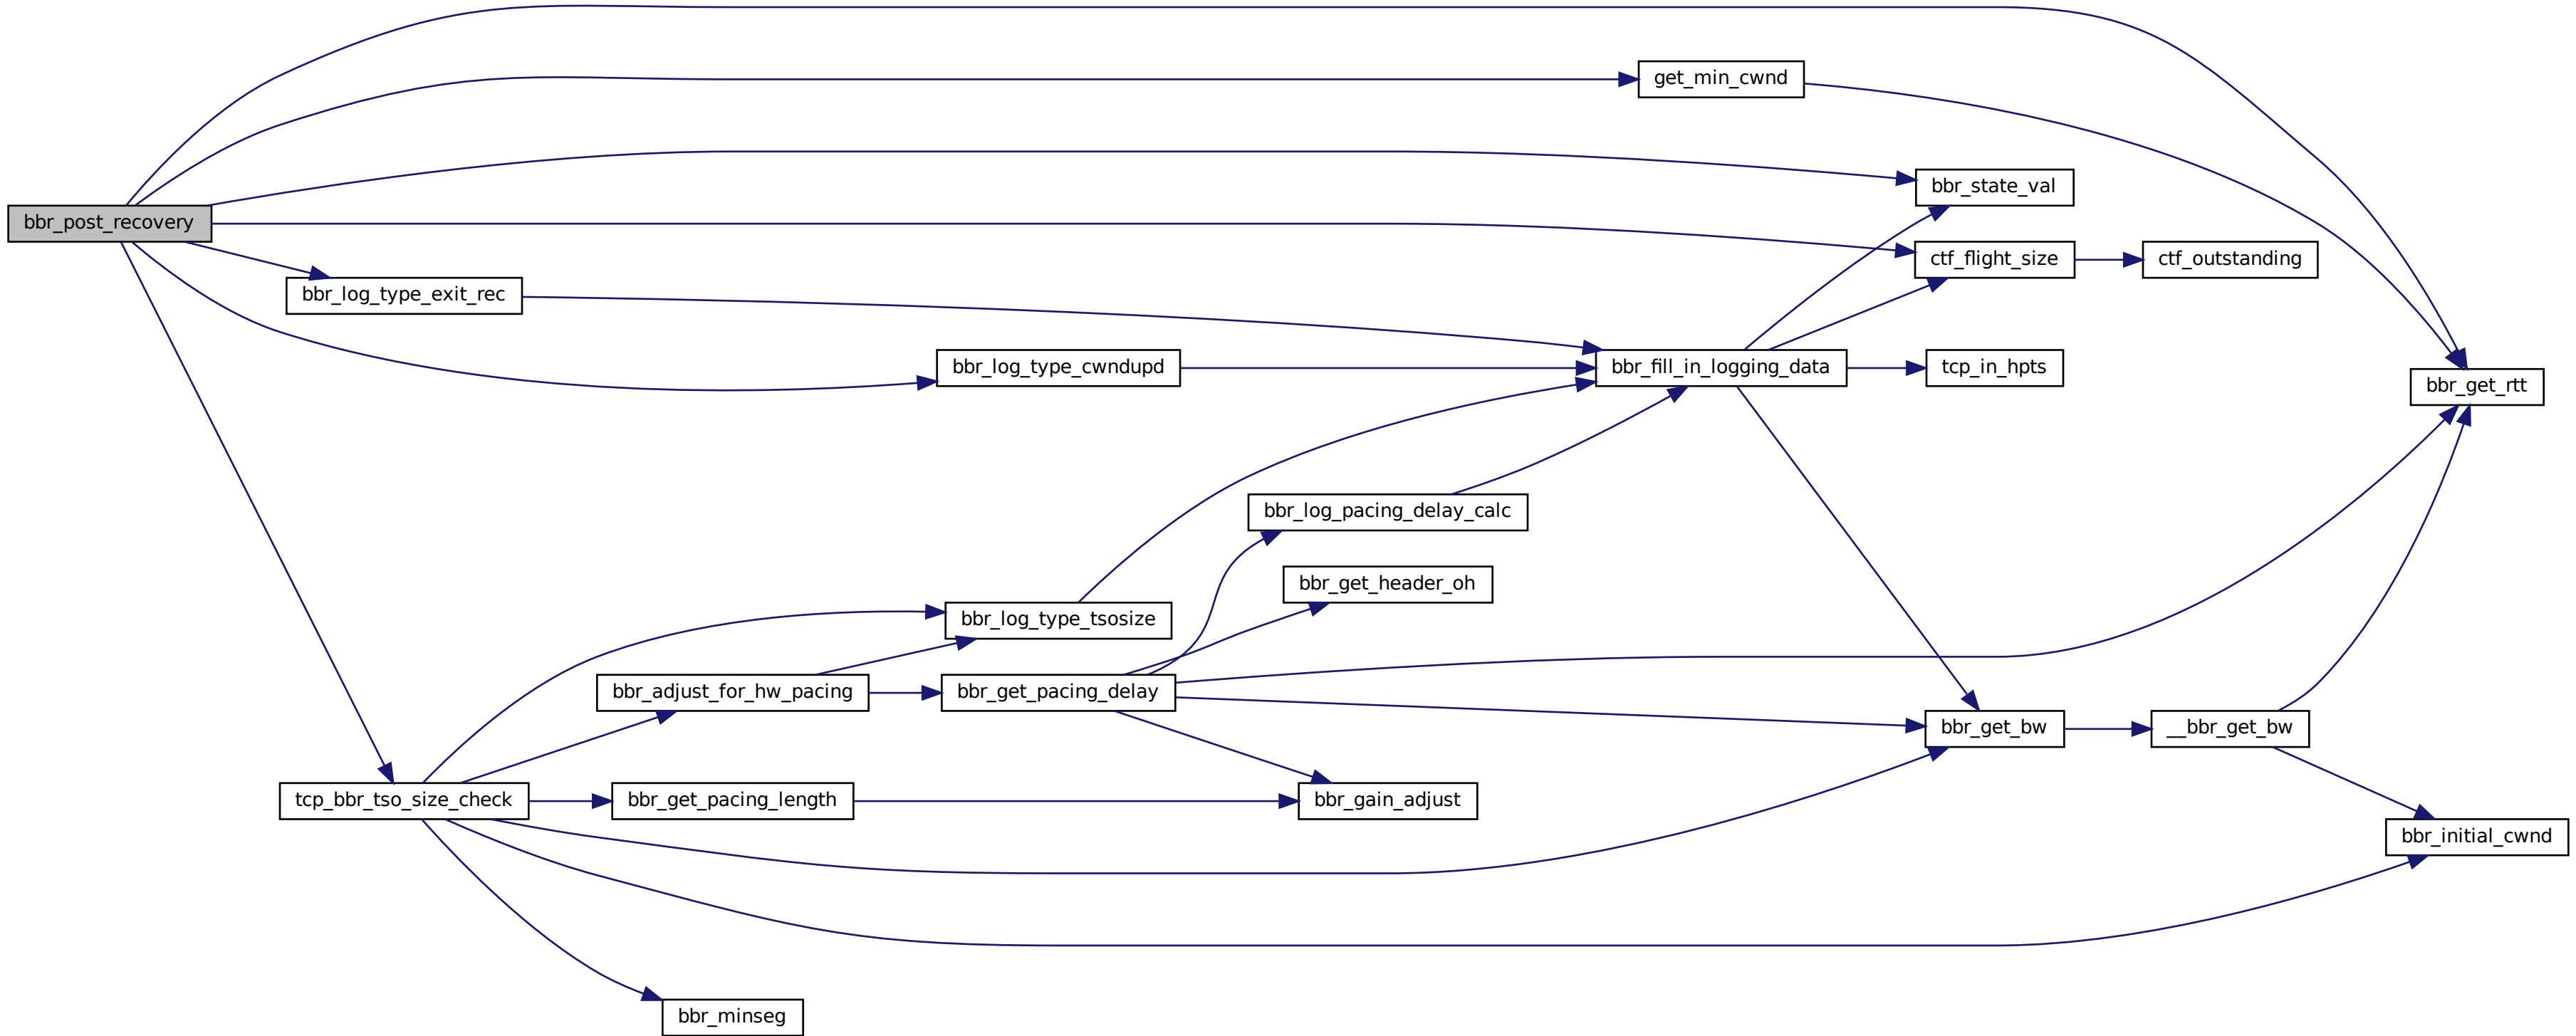 get_min_cwnd
bbr_state_val
bbr_post_recovery
ctf_flight_size
ctf_outstanding
bbr_log_type_exit_rec
bbr_log_type_cwndupd
bbr_fill_in_logging_data
tcp_in_hpts
bbr_get_rtt
bbr_log_pacing_delay_calc
bbr_get_header_oh
bbr_log_type_tsosize
bbr_adjust_for_hw_pacing
bbr_get_pacing_delay
bbr_get_bw
__bbr_get_bw
tcp_bbr_tso_size_check
bbr_get_pacing_length
bbr_gain_adjust
bbr_initial_cwnd
bbr_minseg